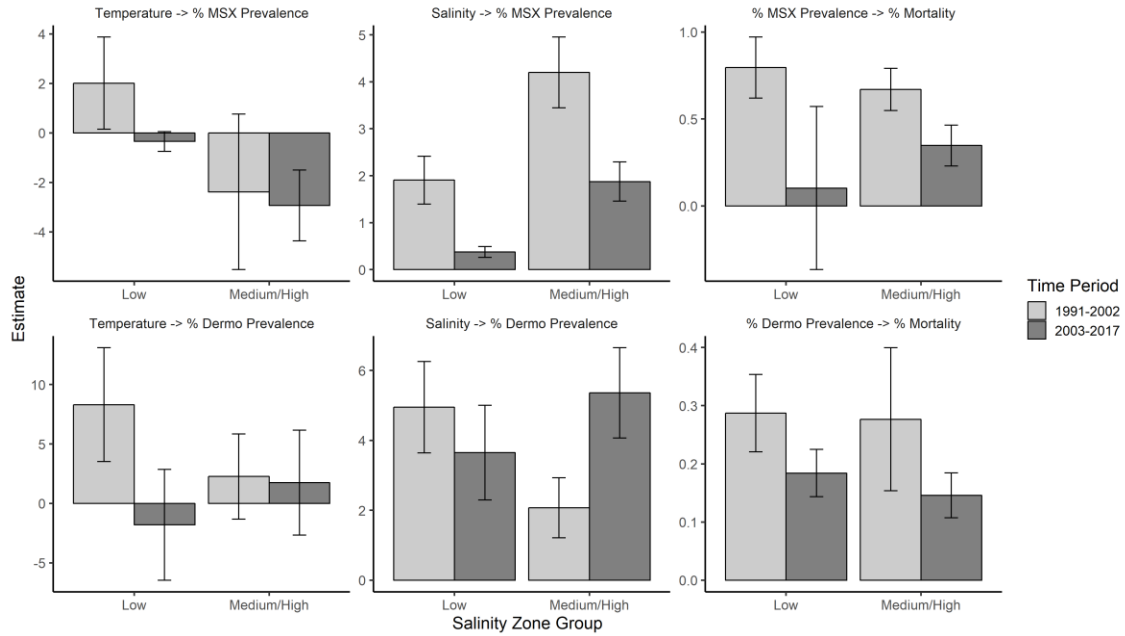 Temperature -> % MSX Prevalence
Salinity -> % MSX Prevalence
% MSX Prevalence -> % Mortality
4
2
0
-2
-4
Low
Medium/High
5
4
3
2
1
0
Low
Medium/High
1.0
0.5
0.0
Low
Medium/High
Estimate
Temperature -> % Dermo Prevalence
Salinity -> % Dermo Prevalence
% Dermo Prevalence -> % Mortality
10
5
0
-5
Low
Medium/High
6
4
2
0
Low
Medium/High
0.4
0.3
0.2
0.1
0.0
Low
Medium/High
Salinity Zone Group
Time Period
1991-2002
2003-2017